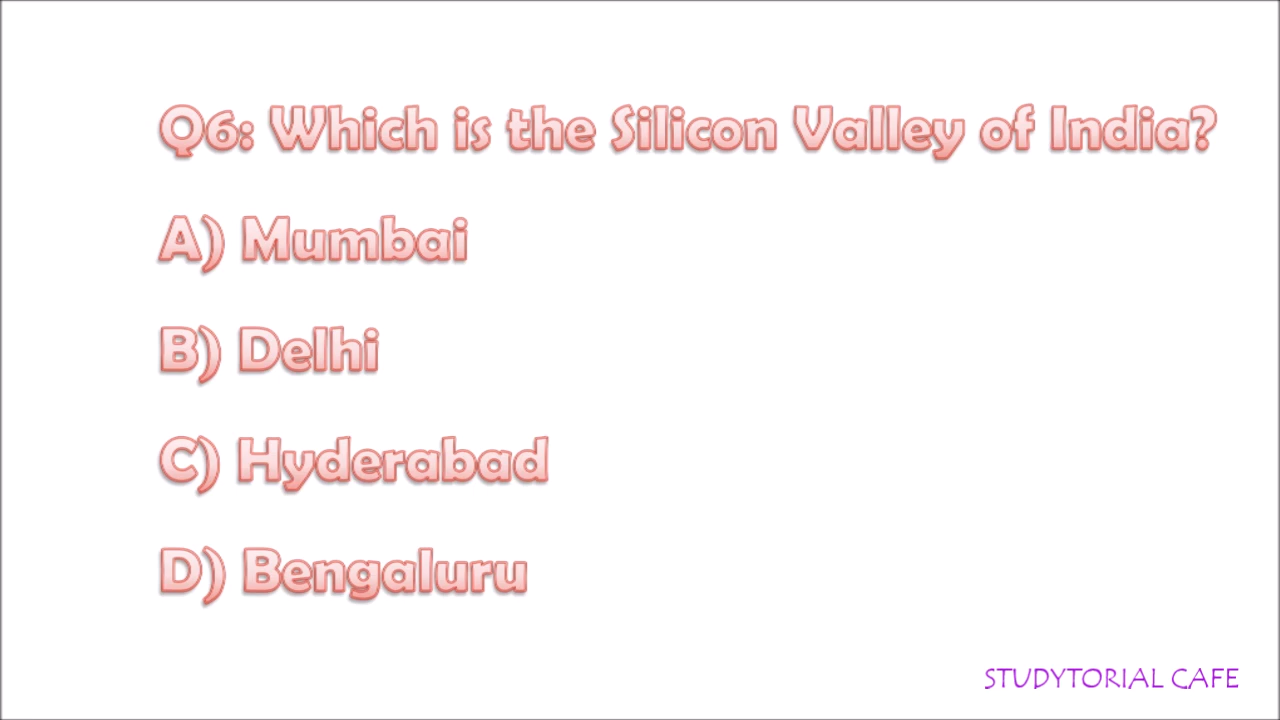 Q6: Which is the Silicon Valley of India?
A) Mumbai
B) Delhi
C) Hyderabad
D) Bengaluru
STUDYTORIAL CAFE